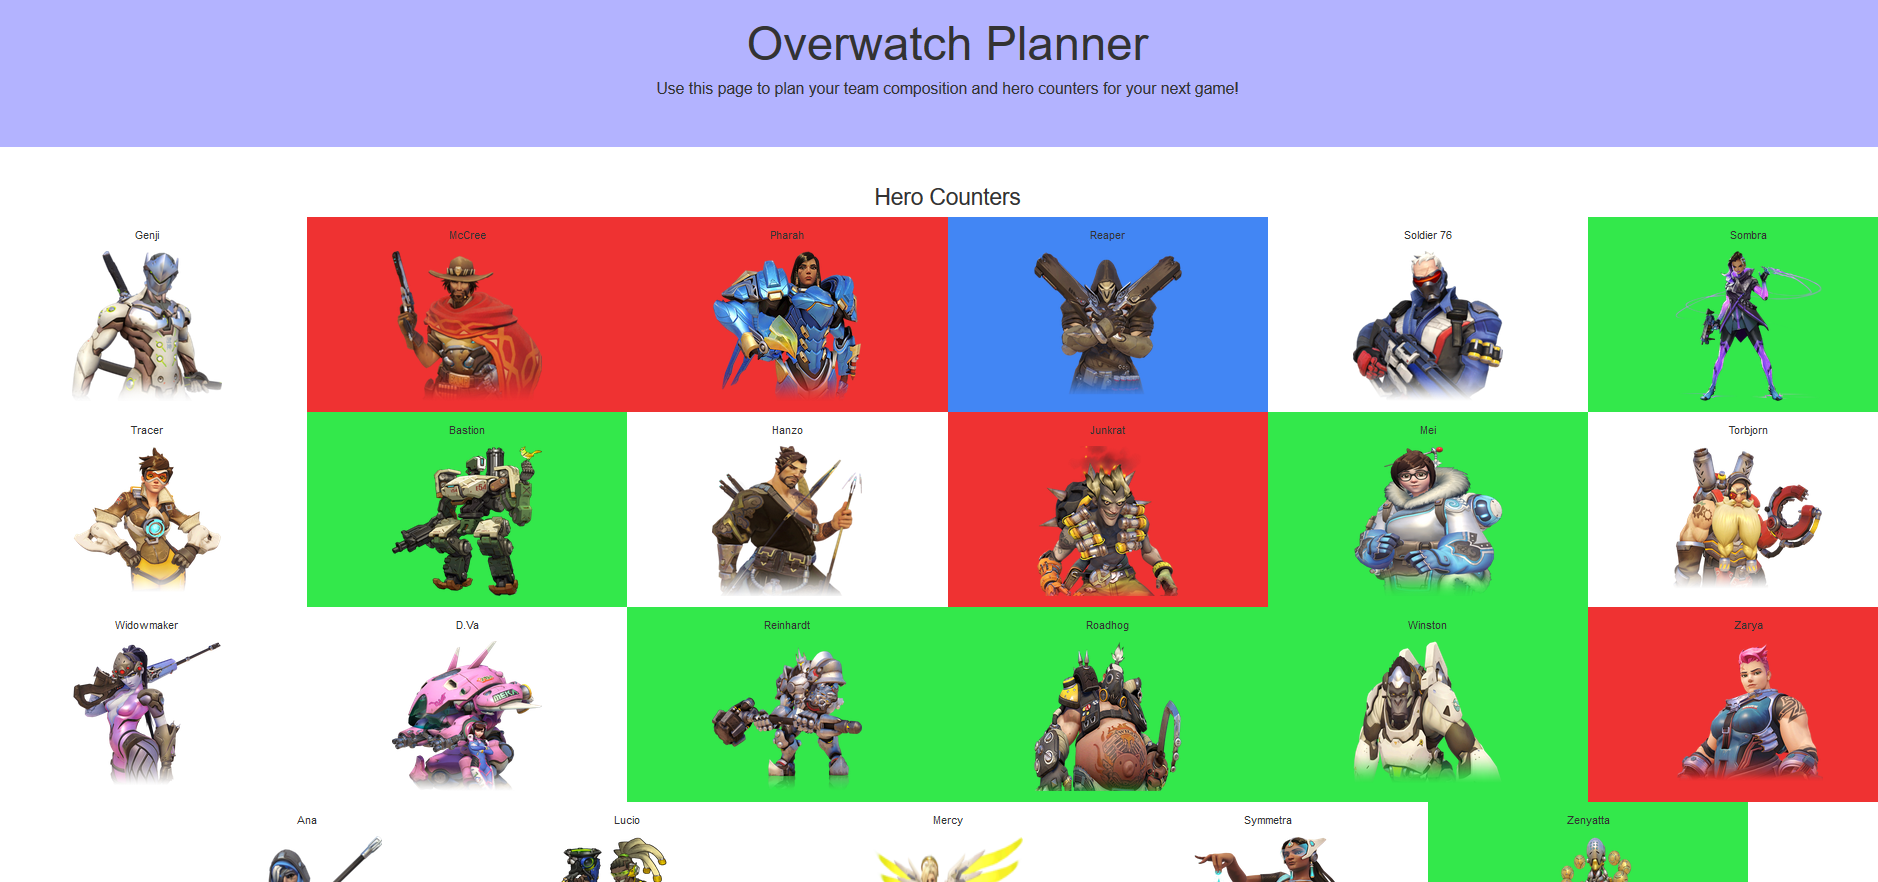 Overwatch Planner
Use this page to plan your team composition and hero counters for your next game!
Hero Counters
Genji
McCree
Pharah
Reaper
Soldier 76
Sombra
Tracer
Bastion
Hanzo
Junkrat
Mei
Torbjorn
Widowmaker
D.Va
Reinhardt
Roadhog
Winston
Zarya
Ana
Lucio
Mercy
Symmetra
Zenyatta